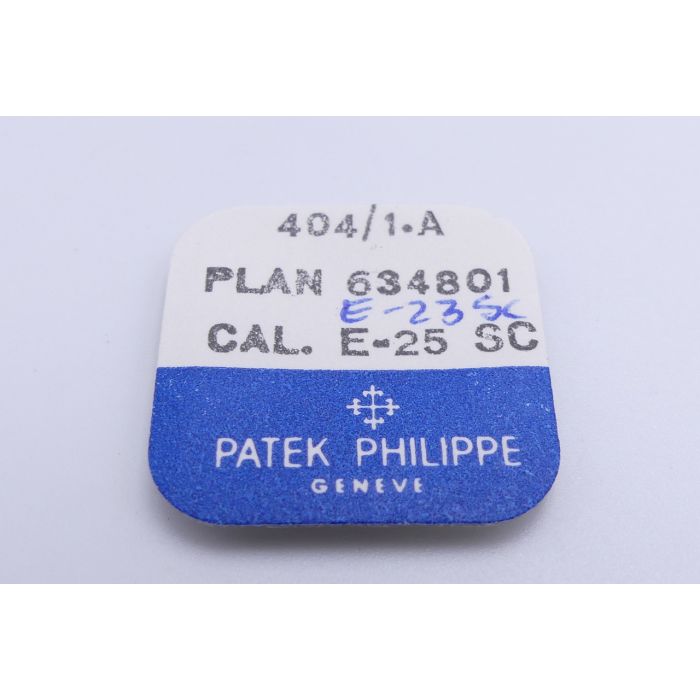 404/1.A
PLAN 634801
E-23 SC
CAL. E-25 SC
PATEK PHILIPPE
GENEVE